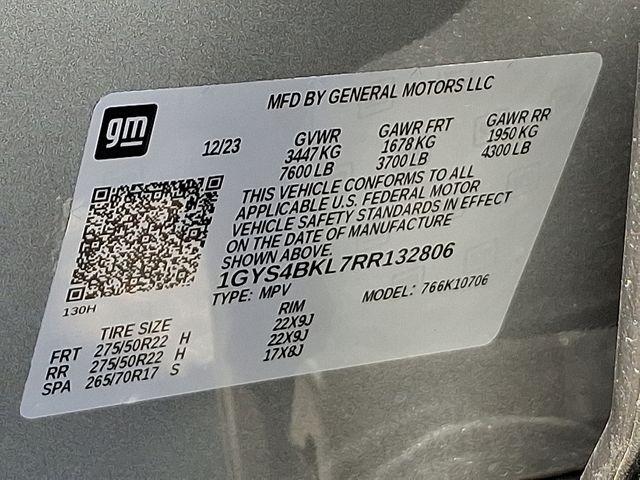 gm
MFD BY GENERAL MOTORS LLC
12/23 GVWR GAWR FRT GAWR RR
3447 KG 1678 KG 1950 KG
7600 LB 3700 LB 4300 LB
THIS VEHICLE CONFORMS TO ALL
APPLICABLE U.S. FEDERAL MOTOR
VEHICLE SAFETY STANDARDS IN EFFECT
ON THE DATE OF MANUFACTURE
SHOWN ABOVE.
1GYS4BKL7RR132806
TYPE: MPV MODEL: 766K10706
130H
TIRE SIZE RIM
FRT 275/50R22 H 22X9J
RR 275/50R22 H 22X9J
SPA 265/70R17 S 17X8J